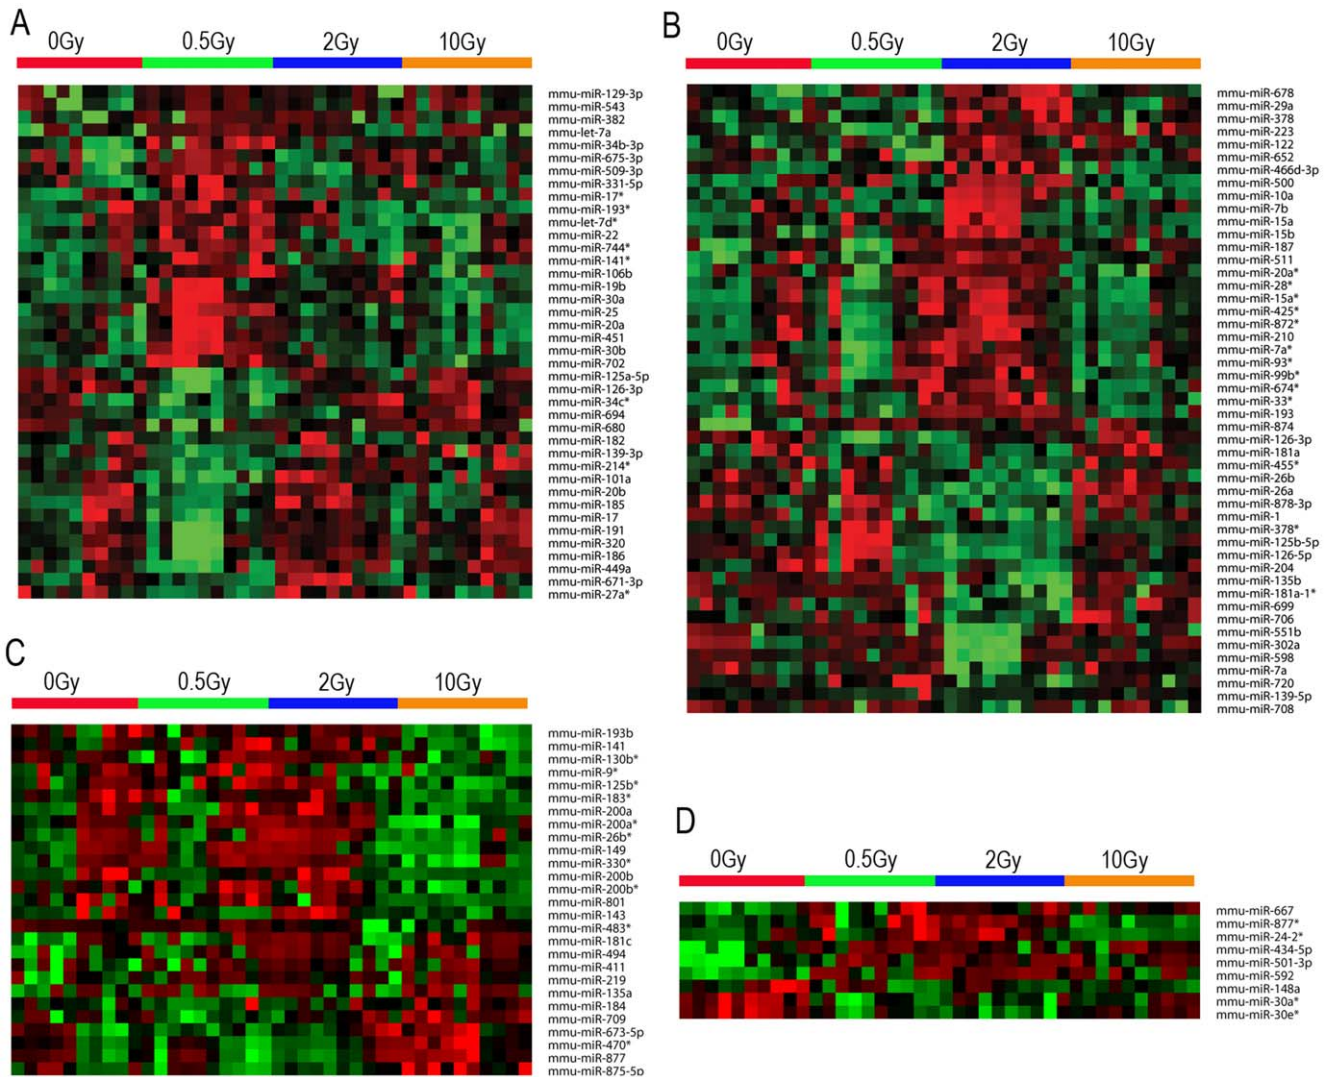 A
0Gy 0.5Gy 2Gy 10Gy
mmu-miR-129-3p
mmu-miR-543
mmu-miR-382
mmu-let-7a
mmu-miR-34b-3p
mmu-miR-675-3p
mmu-miR-509-3p
mmu-miR-331-5p
mmu-miR-17*
mmu-miR-193*
mmu-let-7d*
mmu-miR-22
mmu-miR-744*
mmu-miR-141*
mmu-miR-106b
mmu-miR-19b
mmu-miR-30a
mmu-miR-25
mmu-miR-20a
mmu-miR-451
mmu-miR-30b
mmu-miR-702
mmu-miR-125a-5p
mmu-miR-126-3p
mmu-miR-34c*
mmu-miR-694
mmu-miR-680
mmu-miR-182
mmu-miR-139-3p
mmu-miR-214*
mmu-miR-101a
mmu-miR-20b
mmu-miR-185
mmu-miR-17
mmu-miR-191
mmu-miR-320
mmu-miR-186
mmu-miR-449a
mmu-miR-671-3p
mmu-miR-27a*
B
0Gy 0.5Gy 2Gy 10Gy
mmu-miR-678
mmu-miR-29a
mmu-miR-378
mmu-miR-223
mmu-miR-122
mmu-miR-652
mmu-miR-466d-3p
mmu-miR-500
mmu-miR-10a
mmu-miR-7b
mmu-miR-15a
mmu-miR-15b
mmu-miR-187
mmu-miR-511
mmu-miR-20a*
mmu-miR-28*
mmu-miR-15a*
mmu-miR-425*
mmu-miR-872*
mmu-miR-210
mmu-miR-7a*
mmu-miR-93*
mmu-miR-99b*
mmu-miR-674*
mmu-miR-33*
mmu-miR-193
mmu-miR-874
mmu-miR-126-3p
mmu-miR-181a
mmu-miR-455*
mmu-miR-26b
mmu-miR-26a
mmu-miR-878-3p
mmu-miR-1
mmu-miR-378*
mmu-miR-125b-5p
mmu-miR-126-5p
mmu-miR-204
mmu-miR-135b
mmu-miR-181a-1*
mmu-miR-699
mmu-miR-706
mmu-miR-551b
mmu-miR-302a
mmu-miR-598
mmu-miR-7a
mmu-miR-720
mmu-miR-139-5p
mmu-miR-708
C
0Gy 0.5Gy 2Gy 10Gy
mmu-miR-193b
mmu-miR-141
mmu-miR-130b*
mmu-miR-9*
mmu-miR-125b*
mmu-miR-183*
mmu-miR-200a
mmu-miR-200a*
mmu-miR-26b*
mmu-miR-149
mmu-miR-330*
mmu-miR-200b
mmu-miR-200b*
mmu-miR-801
mmu-miR-143
mmu-miR-483*
mmu-miR-181c
mmu-miR-494
mmu-miR-411
mmu-miR-219
mmu-miR-135a
mmu-miR-184
mmu-miR-709
mmu-miR-673-5p
mmu-miR-470*
mmu-miR-877
mmu-miR-875-5p
D
0Gy 0.5Gy 2Gy 10Gy
mmu-miR-667
mmu-miR-877*
mmu-miR-24-2*
mmu-miR-434-5p
mmu-miR-501-3p
mmu-miR-592
mmu-miR-148a
mmu-miR-30a*
mmu-miR-30e*